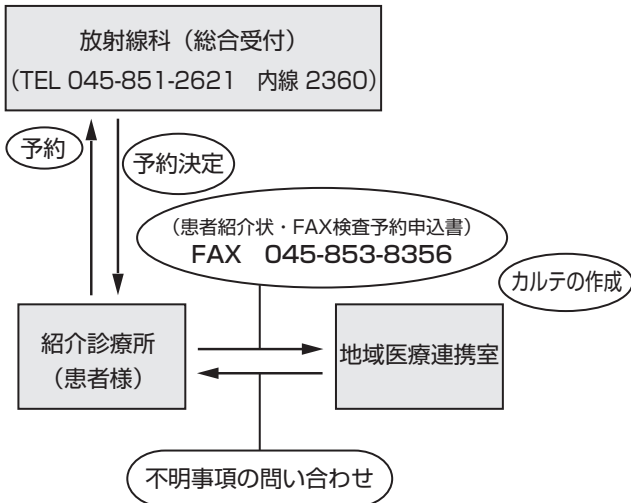 放射線科（総合受付）
（TEL 045-851-2621　内線 2360）
予約
予約決定
（患者紹介状・FAX検査予約申込書）
FAX　045-853-8356
カルテの作成
紹介診療所
（患者様）
地域医療連携室
不明事項の問い合わせ